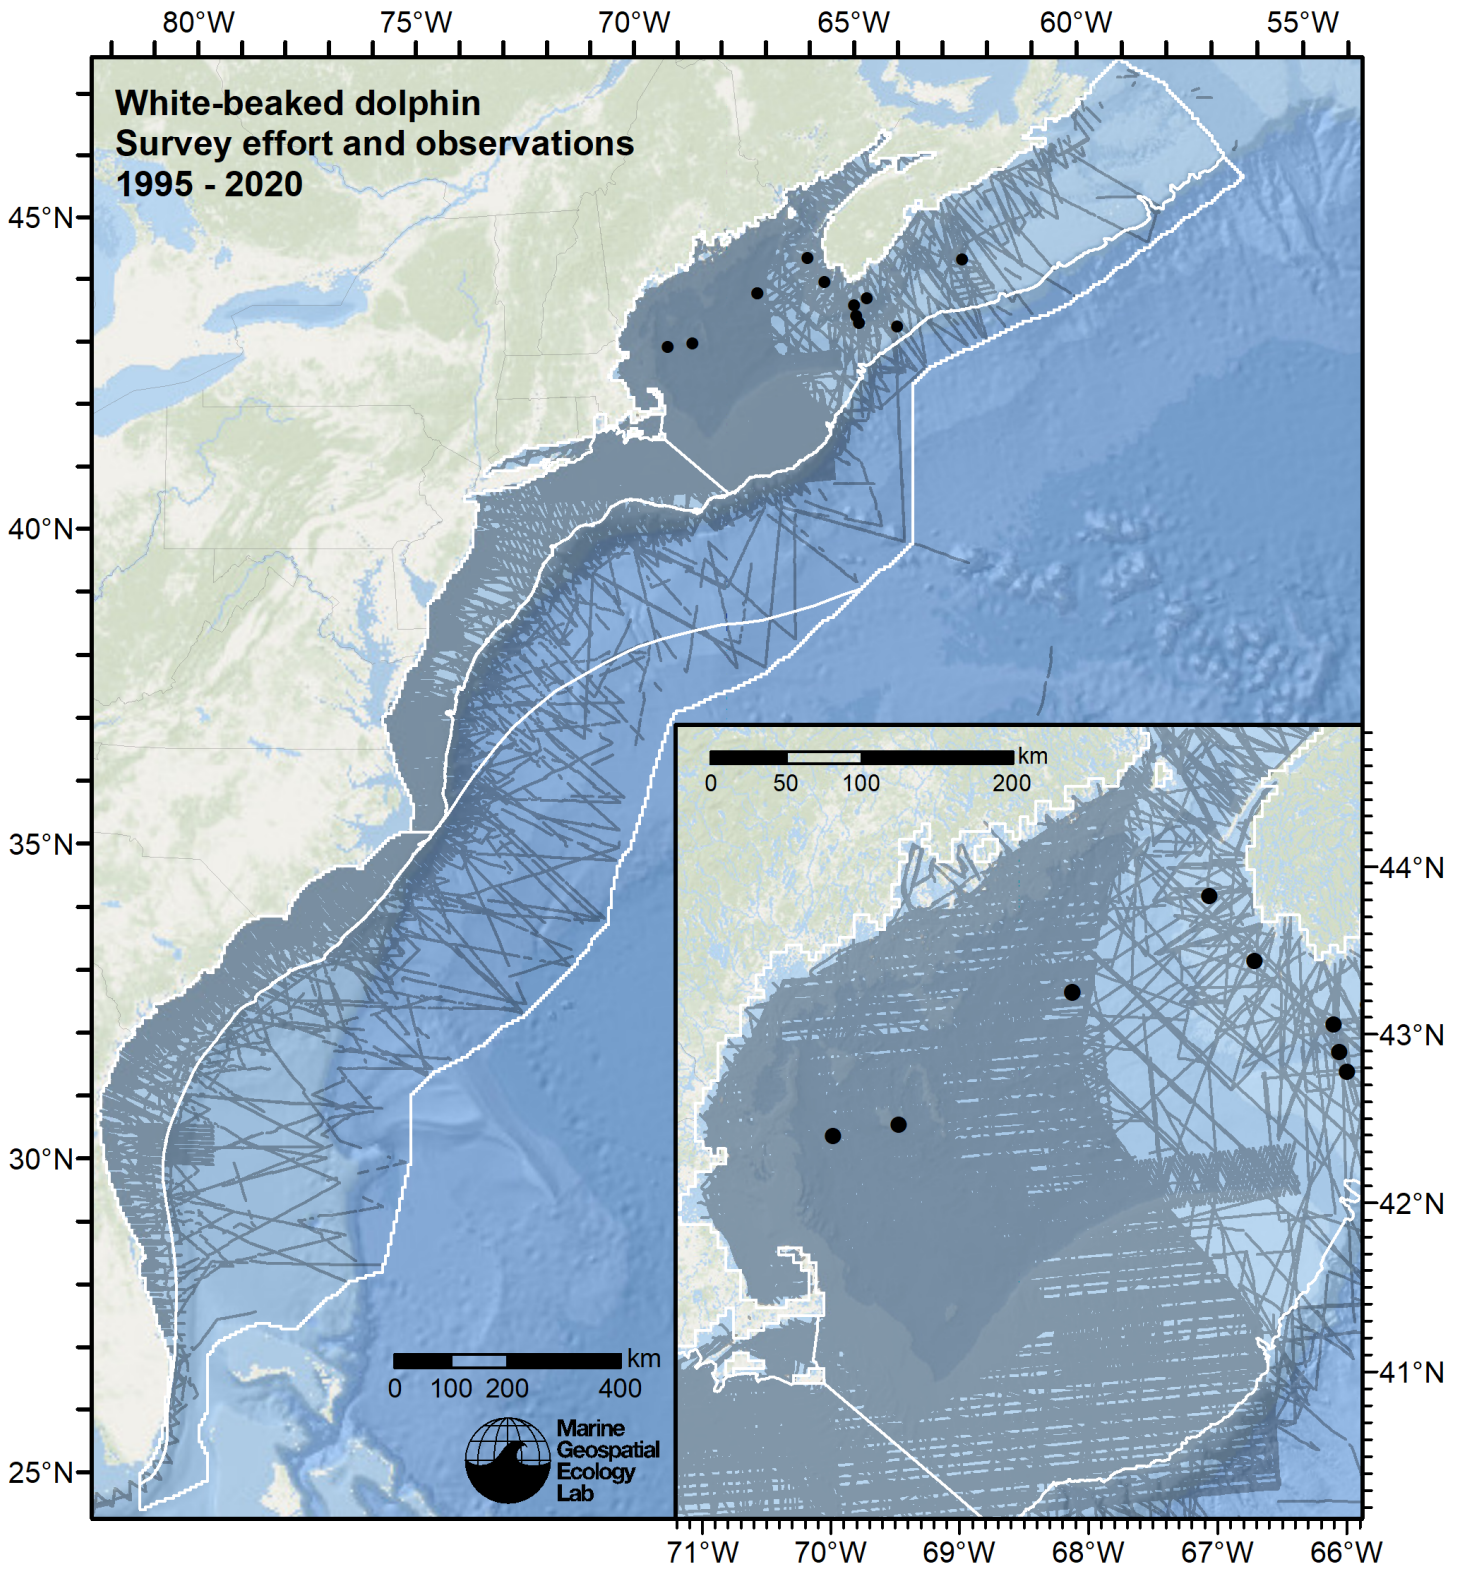 80°W 75°W 70°W 65°W 60°W 55°W
White-beaked dolphin
Survey effort and observations
1995 - 2020
45°N
40°N
35°N
30°N
25°N
km
0 100 200 400
Marine
Geospatial
Ecology
Lab
km
0 50 100 200
44°N
43°N
42°N
41°N
71°W 70°W 69°W 68°W 67°W 66°W